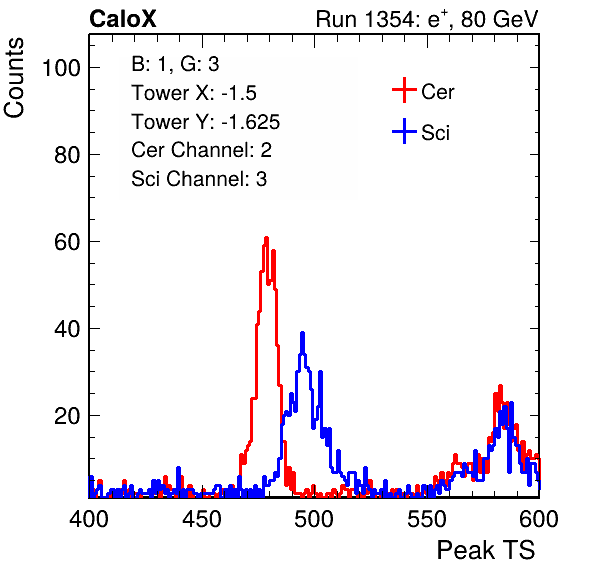 CaloX
Run 1354: e+, 80 GeV
Counts
B: 1, G: 3
Tower X: -1.5
Tower Y: -1.625
Cer Channel: 2
Sci Channel: 3
Cer
Sci
100
80
60
40
20
400 450 500 550 600
Peak TS